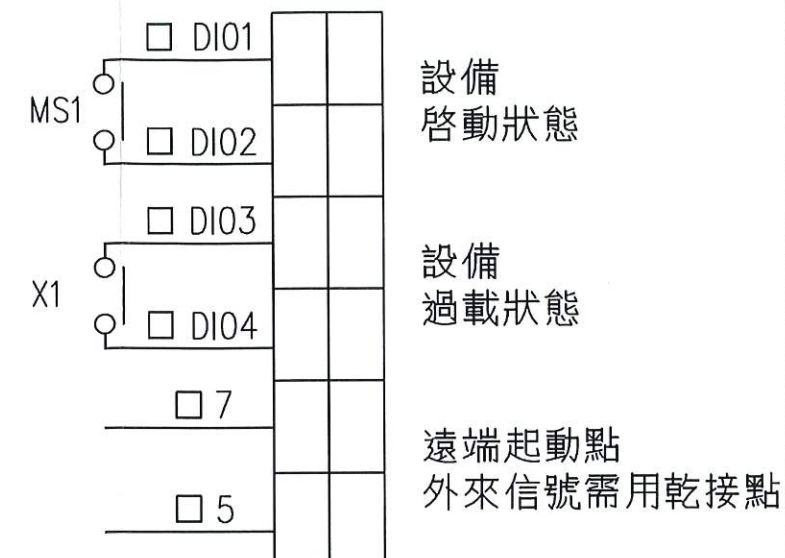 □ DI01
MS1
□ DI02
設備
啓動狀態
□ DI03
X1
□ DI04
設備
過載狀態
□ 7
□ 5
遠端起動點
外來信號需用乾接點